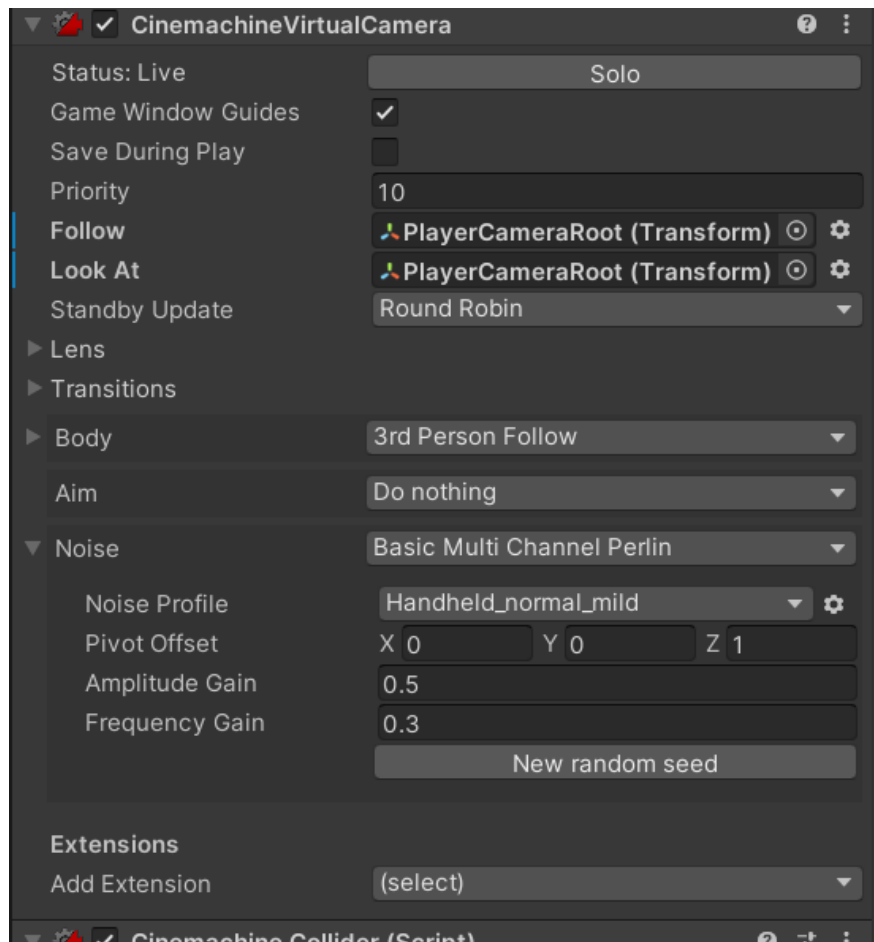 CinemachineVirtualCamera
Status: Live Solo
Game Window Guides
Save During Play
Priority 10
Follow PlayerCameraRoot (Transform)
Look At PlayerCameraRoot (Transform)
Standby Update Round Robin
Lens
Transitions
Body 3rd Person Follow
Aim Do nothing
Noise Basic Multi Channel Perlin
Noise Profile Handheld_normal_mild
Pivot Offset X 0 Y 0 Z 1
Amplitude Gain 0.5
Frequency Gain 0.3
New random seed
Extensions
Add Extension (select)
Cinemachine Collider (Script)